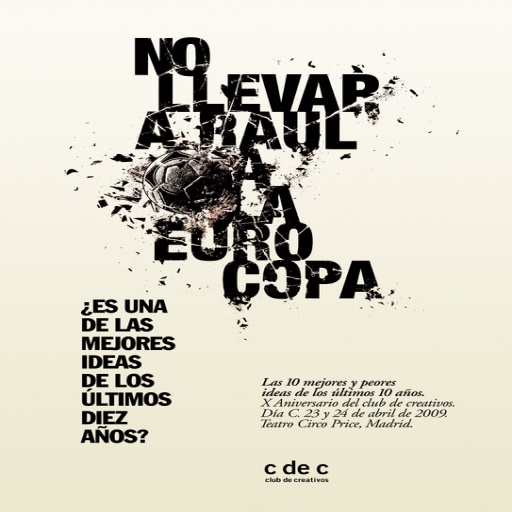 NO
LLEVAR
A RAUL
A
LA
EURO
COPA
¿ES UNA
DE LAS
MEJORES
IDEAS
DE LOS
ÚLTIMOS
DIEZ
AÑOS?
Las 10 mejores y peores
ideas de los últimos 10 años.
X Aniversario del club de creativos.
Día C. 23 y 24 de abril de 2009.
Teatro Circo Price, Madrid.
c de c
club de creativos